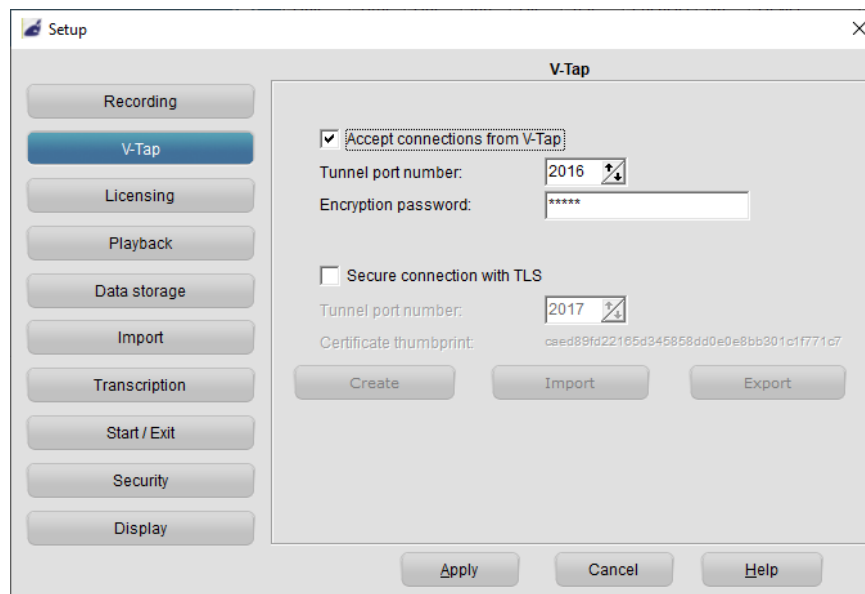 Setup
V-Tap
Recording
V-Tap
Licensing
Playback
Data storage
Import
Transcription
Start / Exit
Security
Display
Accept connections from V-Tap
Tunnel port number: 2016
Encryption password: *****
Secure connection with TLS
Tunnel port number: 2017
Certificate thumbprint: caed89fd22165d345858dd0e0e8bb301c1f771c7
Create Import Export
Apply Cancel Help